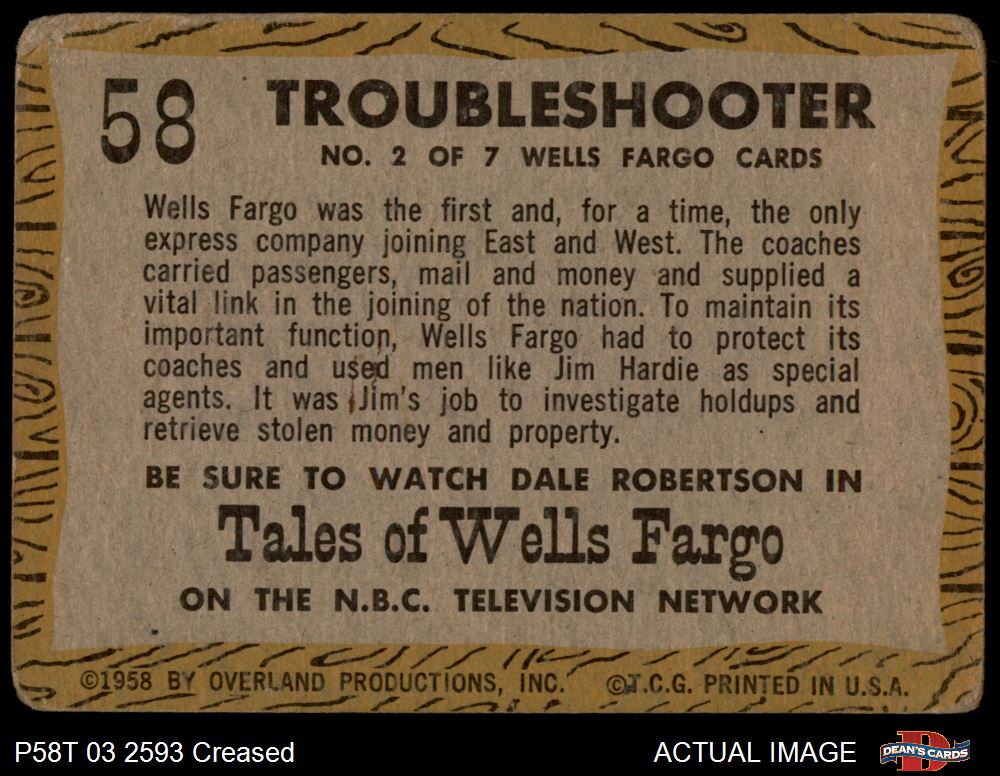 58
TROUBLESHOOTER
NO. 2 OF 7 WELLS FARGO CARDS
Wells Fargo was the first and, for a time, the only
express company joining East and West. The coaches
carried passengers, mail and money and supplied a
vital link in the joining of the nation. To maintain its
important function, Wells Fargo had to protect its
coaches and used men like Jim Hardie as special
agents. It was Jim's job to investigate holdups and
retrieve stolen money and property.
BE SURE TO WATCH DALE ROBERTSON IN
Tales of Wells Fargo
ON THE N.B.C. TELEVISION NETWORK
©1958 BY OVERLAND PRODUCTIONS, INC. ©T.C.G. PRINTED IN U.S.A.
P58T 03 2593 Creased ACTUAL IMAGE
D
DEAN'S CARDS